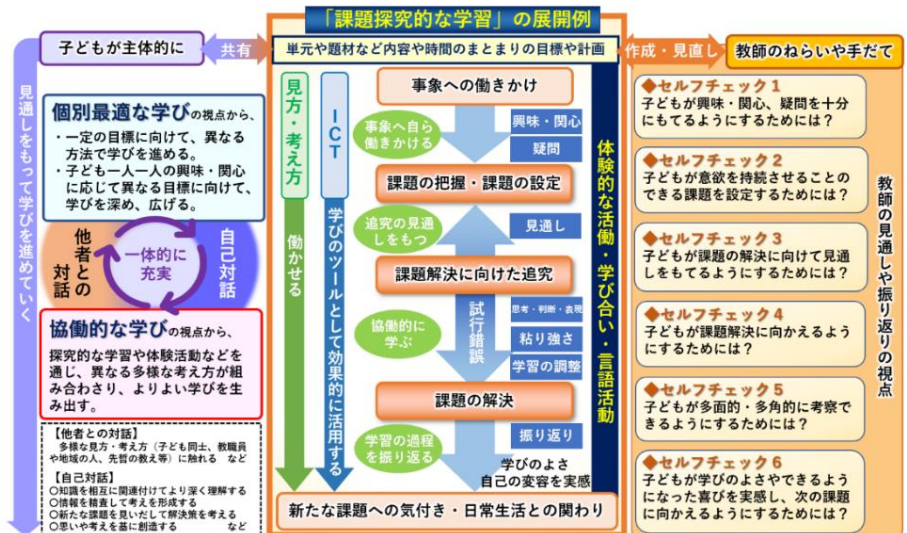 「課題探究的な学習」の展開例
子どもが主体的に
共有
単元や題材など内容や時間のまとまりの目標や計画
作成・見直し
教師のねらいや手だて
見通しをもって学びを進めていく
個別最適な学びの視点から、
・一定の目標に向けて、異なる
方法で学びを進める。
・子ども一人一人の興味・関心
に応じて異なる目標に向けて、
学びを深め、広げる。
他者との
対話
一体的に
充実
自己対話
協働的な学びの視点から、
探究的な学習や体験活動などを
通じ、異なる多様な考え方が組
み合わさり、よりよい学びを生
み出す。
【他者との対話】
多様な見方・考え方（子ども同士、教職員
や地域の人、先哲の教え等）に触れる など
【自己対話】
○知識を相互に関連付けてより深く理解する
○情報を精査して考えを形成する
○新たな課題を見いだして解決策を考える
○思いや考えを基に創造する など
見方・考え方
働かせる
ICT
学びのツールとして効果的に活用する
事象への働きかけ
事象へ自ら
働きかける
興味・関心
疑問
課題の把握・課題の設定
追究の見通
しをもつ
見通し
課題解決に向けた追究
協働的に
学ぶ
試行錯誤
思考・判断・表現
粘り強さ
学習の調整
課題の解決
学習の過程
を振り返る
振り返り
学びのよさ
自己の変容を実感
新たな課題への気付き・日常生活との関わり
体験的な活動・学び合い・言語活動
◆セルフチェック１
子どもが興味・関心、疑問を十分
にもてるようにするためには？
◆セルフチェック２
子どもが意欲を持続させることの
できる課題を設定するためには？
◆セルフチェック３
子どもが課題の解決に向けて見通
しをもてるようにするためには？
◆セルフチェック４
子どもが課題解決に向かえるよう
にするためには？
◆セルフチェック５
子どもが多面的・多角的に考察で
きるようにするためには？
◆セルフチェック６
子どもが学びのよさやできるよう
になった喜びを実感し、次の課題
に向かえるようにするためには？
教師の見通しや振り返りの視点